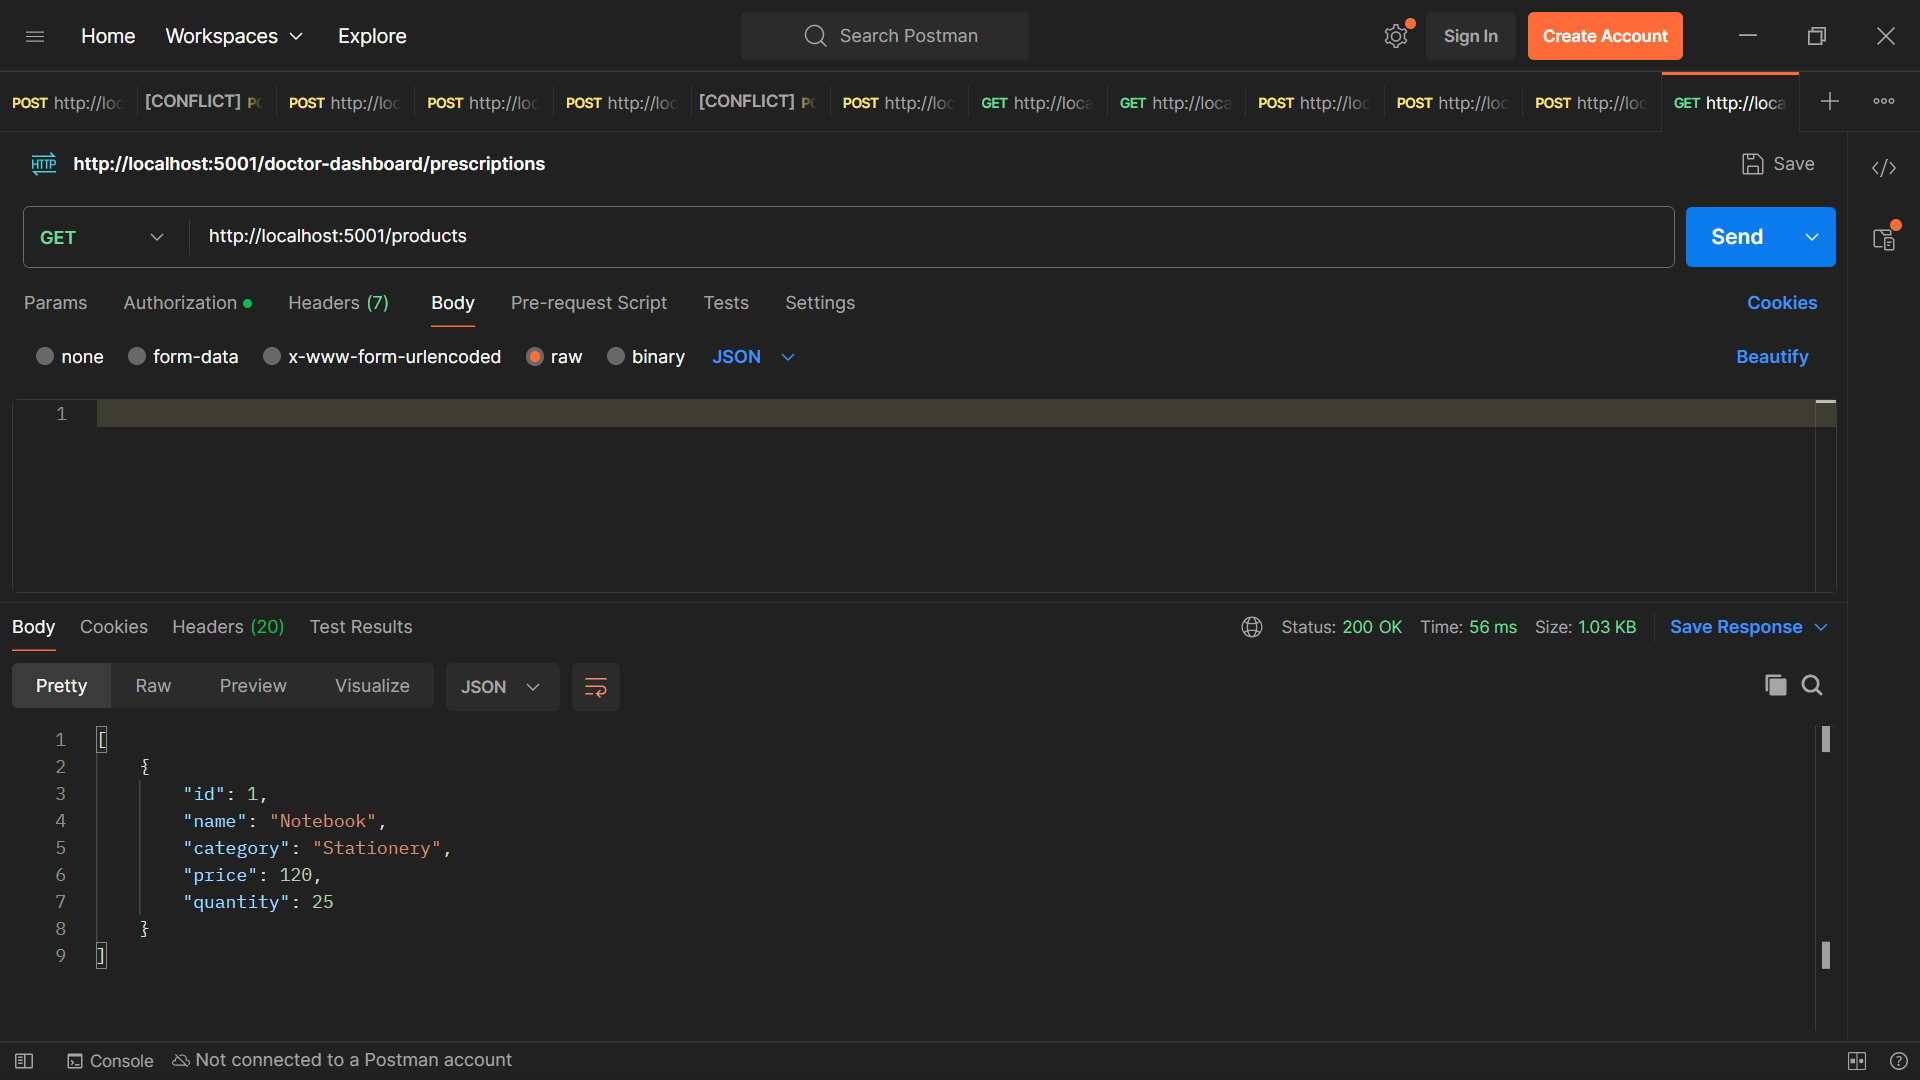 Home Workspaces Explore Search Postman Sign In Create Account
POST http://loc [CONFLICT] PO POST http://loc POST http://loc POST http://loc [CONFLICT] PO POST http://loc GET http://loca GET http://loca POST http://loc POST http://loc POST http://loc GET http://loca
HTTP http://localhost:5001/doctor-dashboard/prescriptions Save
GET http://localhost:5001/products Send
Params Authorization Headers (7) Body Pre-request Script Tests Settings Cookies
none form-data x-www-form-urlencoded raw binary JSON Beautify
1
Body Cookies Headers (20) Test Results Status: 200 OK Time: 56 ms Size: 1.03 KB Save Response
Pretty Raw Preview Visualize JSON
1 [
2 {
3 "id": 1,
4 "name": "Notebook",
5 "category": "Stationery",
6 "price": 120,
7 "quantity": 25
8 }
9 ]
Console Not connected to a Postman account